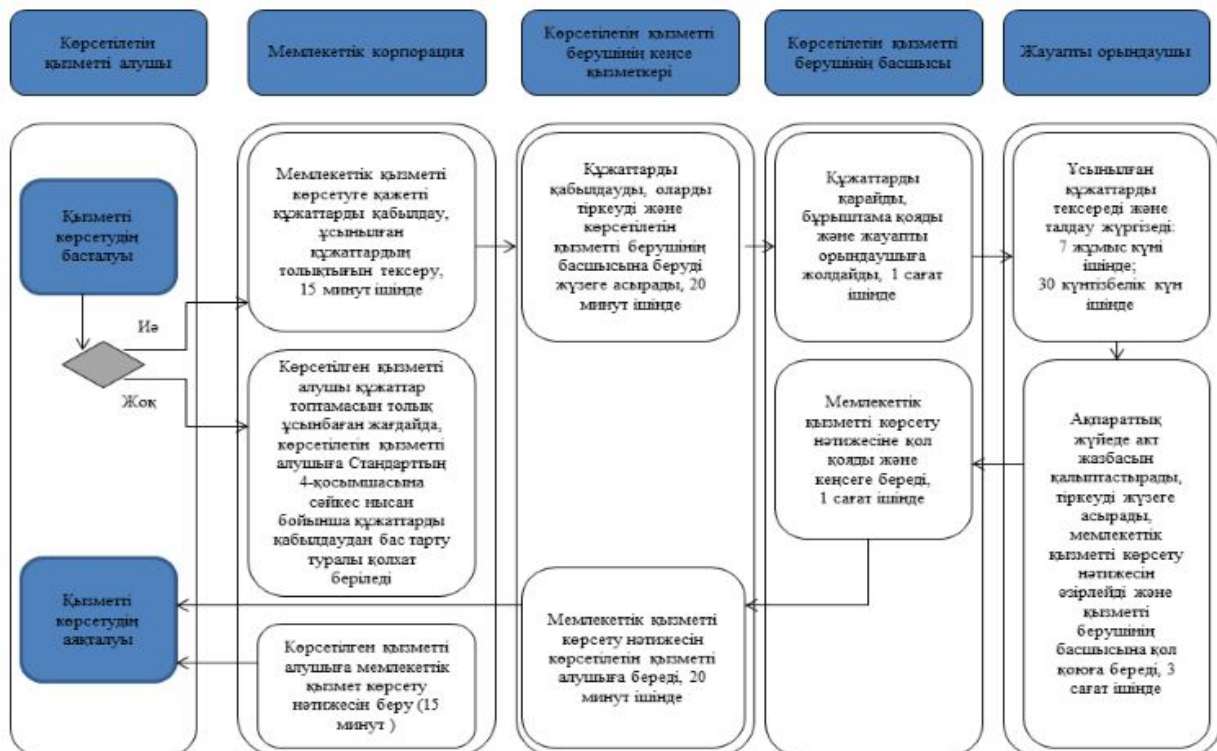 Көрсетілетін
қызметті алушы
Мемлекеттік корпорация
Көрсетілетін қызметті
берушінің кеңсе
қызметкері
Көрсетілетін қызметті
берушінің басшысы
Жауапты орындаушы
Қызметті
көрсетудің
басталуы
Иә
Жоқ
Қызметті
көрсетудің
аяқталуы
Мемлекеттік қызметті
көрсетуге қажетті
құжаттарды қабылдау,
ұсынылған
құжаттардың
толықтығын тексеру,
15 минут ішінде
Көрсетілген қызметті
алушы құжаттар
топтамасын толық
ұсынбаған жағдайда,
көрсетілетін қызметті
алушыға Стандарттың
4-қосымшасына
сәйкес нысан
бойынша құжаттарды
қабылдаудан бас тарту
туралы қолхат
беріледі
Көрсетілген қызметті
алушыға мемлекеттік
қызмет көрсету
нәтижесін беру (15
минут )
Құжаттарды
қабылдауды, оларды
тіркеуді және
көрсетілетін
қызметті берушінің
басшысына беруді
жүзеге асырады, 20
минут ішінде
Мемлекеттік қызметті
көрсету нәтижесін
көрсетілетін қызметті
алушыға береді, 20
минут ішінде
Құжаттарды
қарайды,
бұрыштама қояды
және жауапты
орындаушыға
жолдайды, 1 сағат
ішінде
Мемлекеттік
қызметті көрсету
нәтижесіне қол
қояды және
кеңсеге береді,
1 сағат ішінде
Ұсынылған
құжаттарды
тексереді және
талдау жүргізеді:
7 жұмыс күні
ішінде;
30 күнтізбелік күн
ішінде
Ақпараттық
жүйеде акт
жазбасын
қалыптастырады,
тіркеуді жүзеге
асырады,
мемлекеттік
қызметті көрсету
нәтижесін
әзірлейді және
қызметті
берушінің
басшысына қол
қоюға береді, 3
сағат ішінде